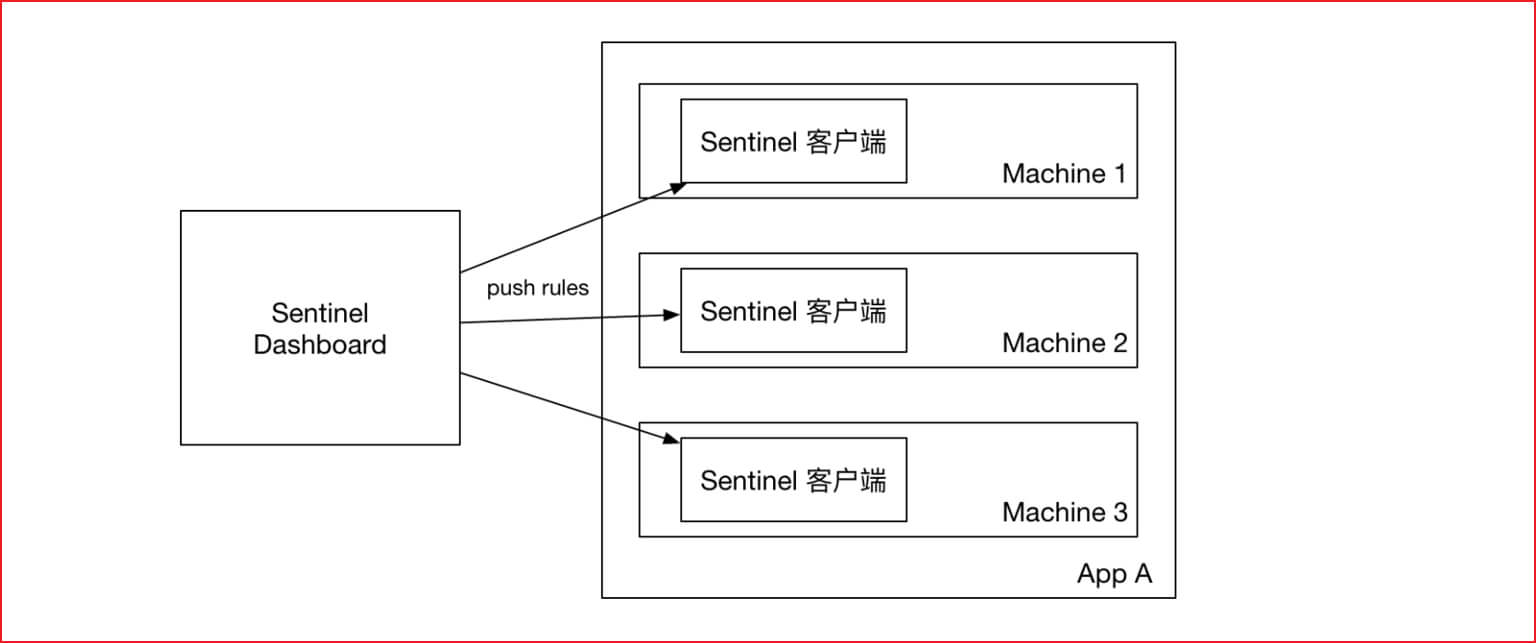 Sentinel 客户端
Machine 1
push rules
Sentinel
Dashboard
Sentinel 客户端
Machine 2
Sentinel 客户端
Machine 3
App A